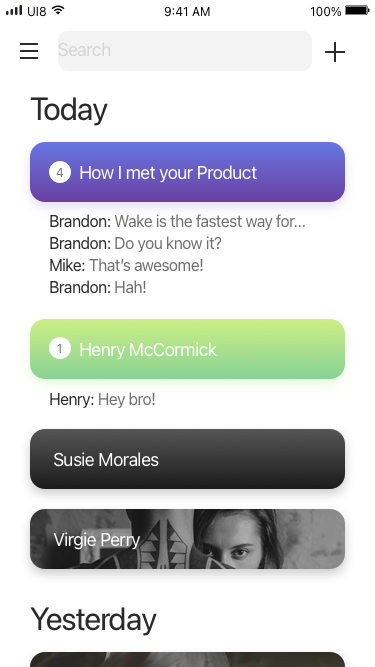 UI8 9:41 AM 100%
Search
Today
4 How I met your Product
Brandon: Wake is the fastest way for...
Brandon: Do you know it?
Mike: That's awesome!
Brandon: Hah!
1 Henry McCormick
Henry: Hey bro!
Susie Morales
Virgie Perry
Yesterday